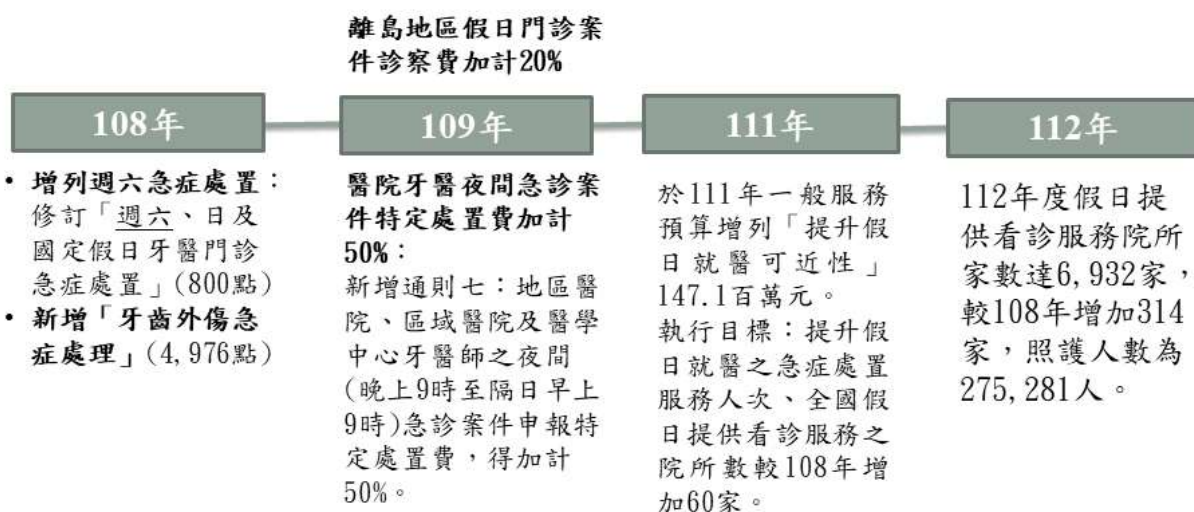 離島地區假日門診案
件診察費加計20%
108年
109年
111年
112年
• 增列週六急症處置：
修訂「週六、日及
國定假日牙醫門診
急症處置」(800點)
• 新增「牙齒外傷急
症處理」(4,976點)
醫院牙醫夜間急診案
件特定處置費加計
50%：
新增通則七：地區醫
院、區域醫院及醫學
中心牙醫師之夜間
(晚上9時至隔日早上
9時)急診案件申報特
定處置費，得加計
50%。
於111年一般服務
預算增列「提升假
日就醫可近性」
147.1百萬元。
執行目標：提升假
日就醫之急症處置
服務人次、全國假
日提供看診服務之
院所數較108年增
加60家。
112年度假日提
供看診服務院所
家數達6,932家，
較108年增加314
家，照護人數為
275,281人。